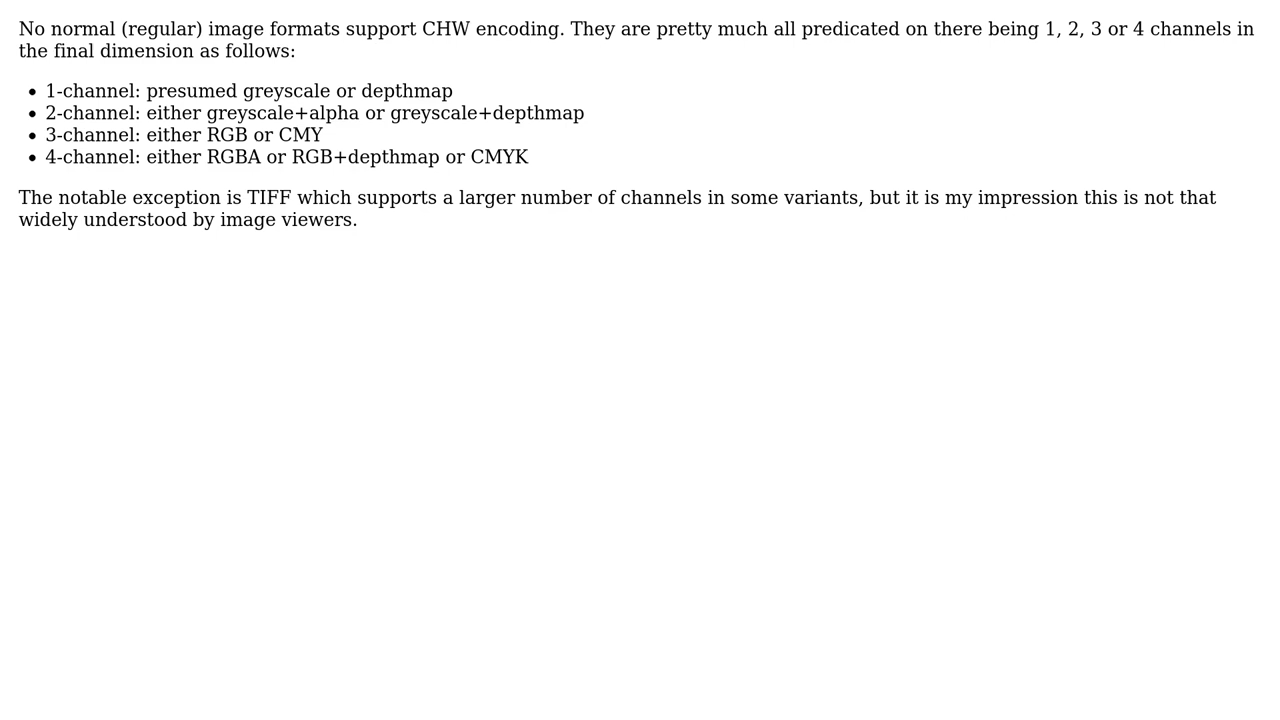 No normal (regular) image formats support CHW encoding. They are pretty much all predicated on there being 1, 2, 3 or 4 channels in
the final dimension as follows:
• 1-channel: presumed greyscale or depthmap
• 2-channel: either greyscale+alpha or greyscale+depthmap
• 3-channel: either RGB or CMY
• 4-channel: either RGBA or RGB+depthmap or CMYK
The notable exception is TIFF which supports a larger number of channels in some variants, but it is my impression this is not that
widely understood by image viewers.